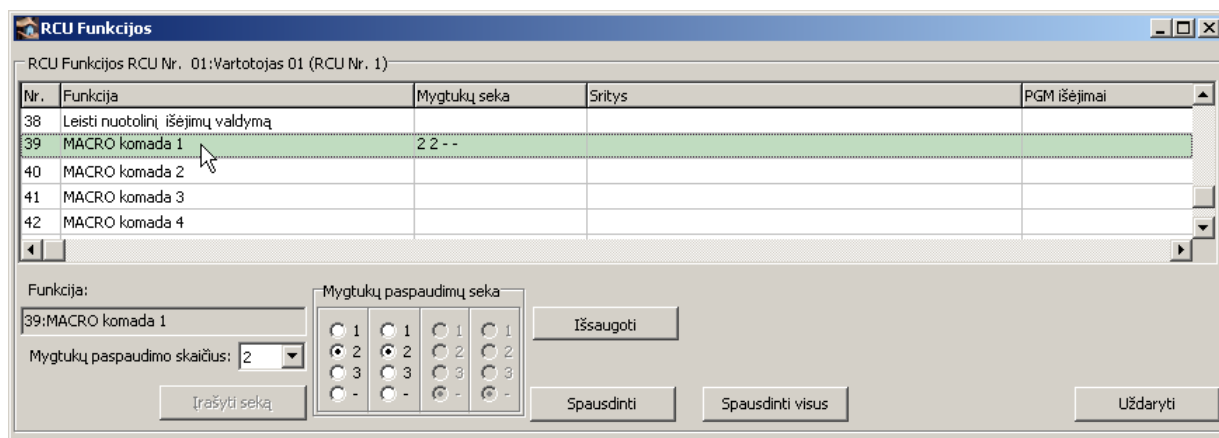 RCU Funkcijos
RCU Funkcijos RCU Nr. 01:Vartotojas 01 (RCU Nr. 1)
Nr. Funkcija Mygtukų seka Sritys PGM išėjimai
38 Leisti nuotolinį išėjimų valdymą
39 MACRO komada 1 2 2 - -
40 MACRO komada 2
41 MACRO komada 3
42 MACRO komada 4
Funkcija:
39:MACRO komada 1
Mygtukų paspaudimo skaičius: 2
Įrašyti seką
Mygtukų paspaudimų seka
1 1 1 1
2 2 2 2
3 3 3 3
- - - -
Išsaugoti
Spausdinti Spausdinti visus Uždaryti